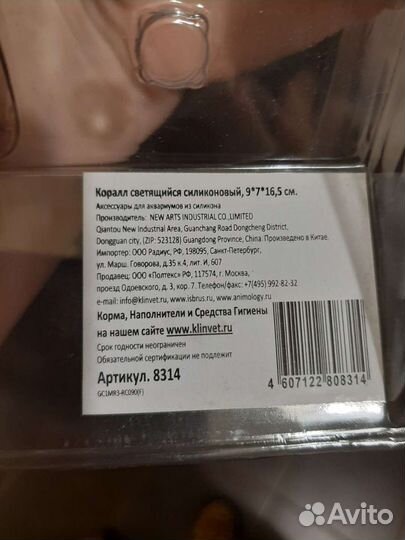 Коралл светящийся силиконовый, 9*7*16,5 см.
Аксессуары для аквариумов из силикона
Производитель: NEW ARTS INDUSTRIAL CO.,LIMITED
Qiantou New Industrial Area, Guanchang Road Dongcheng District,
Dongguan city, (ZIP: 523128) Guangdong Province, China. Произведено в Китае.
Импортер: ООО Радиус, РФ, 198095, Санкт-Петербург,
ул. Марш. Говорова, д.35 к.4, лит. И, 607
Продавец: ООО «Полтекс» РФ, 117574, г. Москва,
проезд Одоевского, д. 3, кор. 7. Телефон/факс: +7(495) 992-82-32
e-mail: info@klinvet.ru, www.isbrus.ru, www.animology.ru
Корма, Наполнители и Средства Гигиены
на нашем сайте www.klinvet.ru
Срок годности неограничен
Обязательной сертификации не подлежит
Артикул. 8314
GC1MR3-RC090(F)
4 607122 808314
Avito